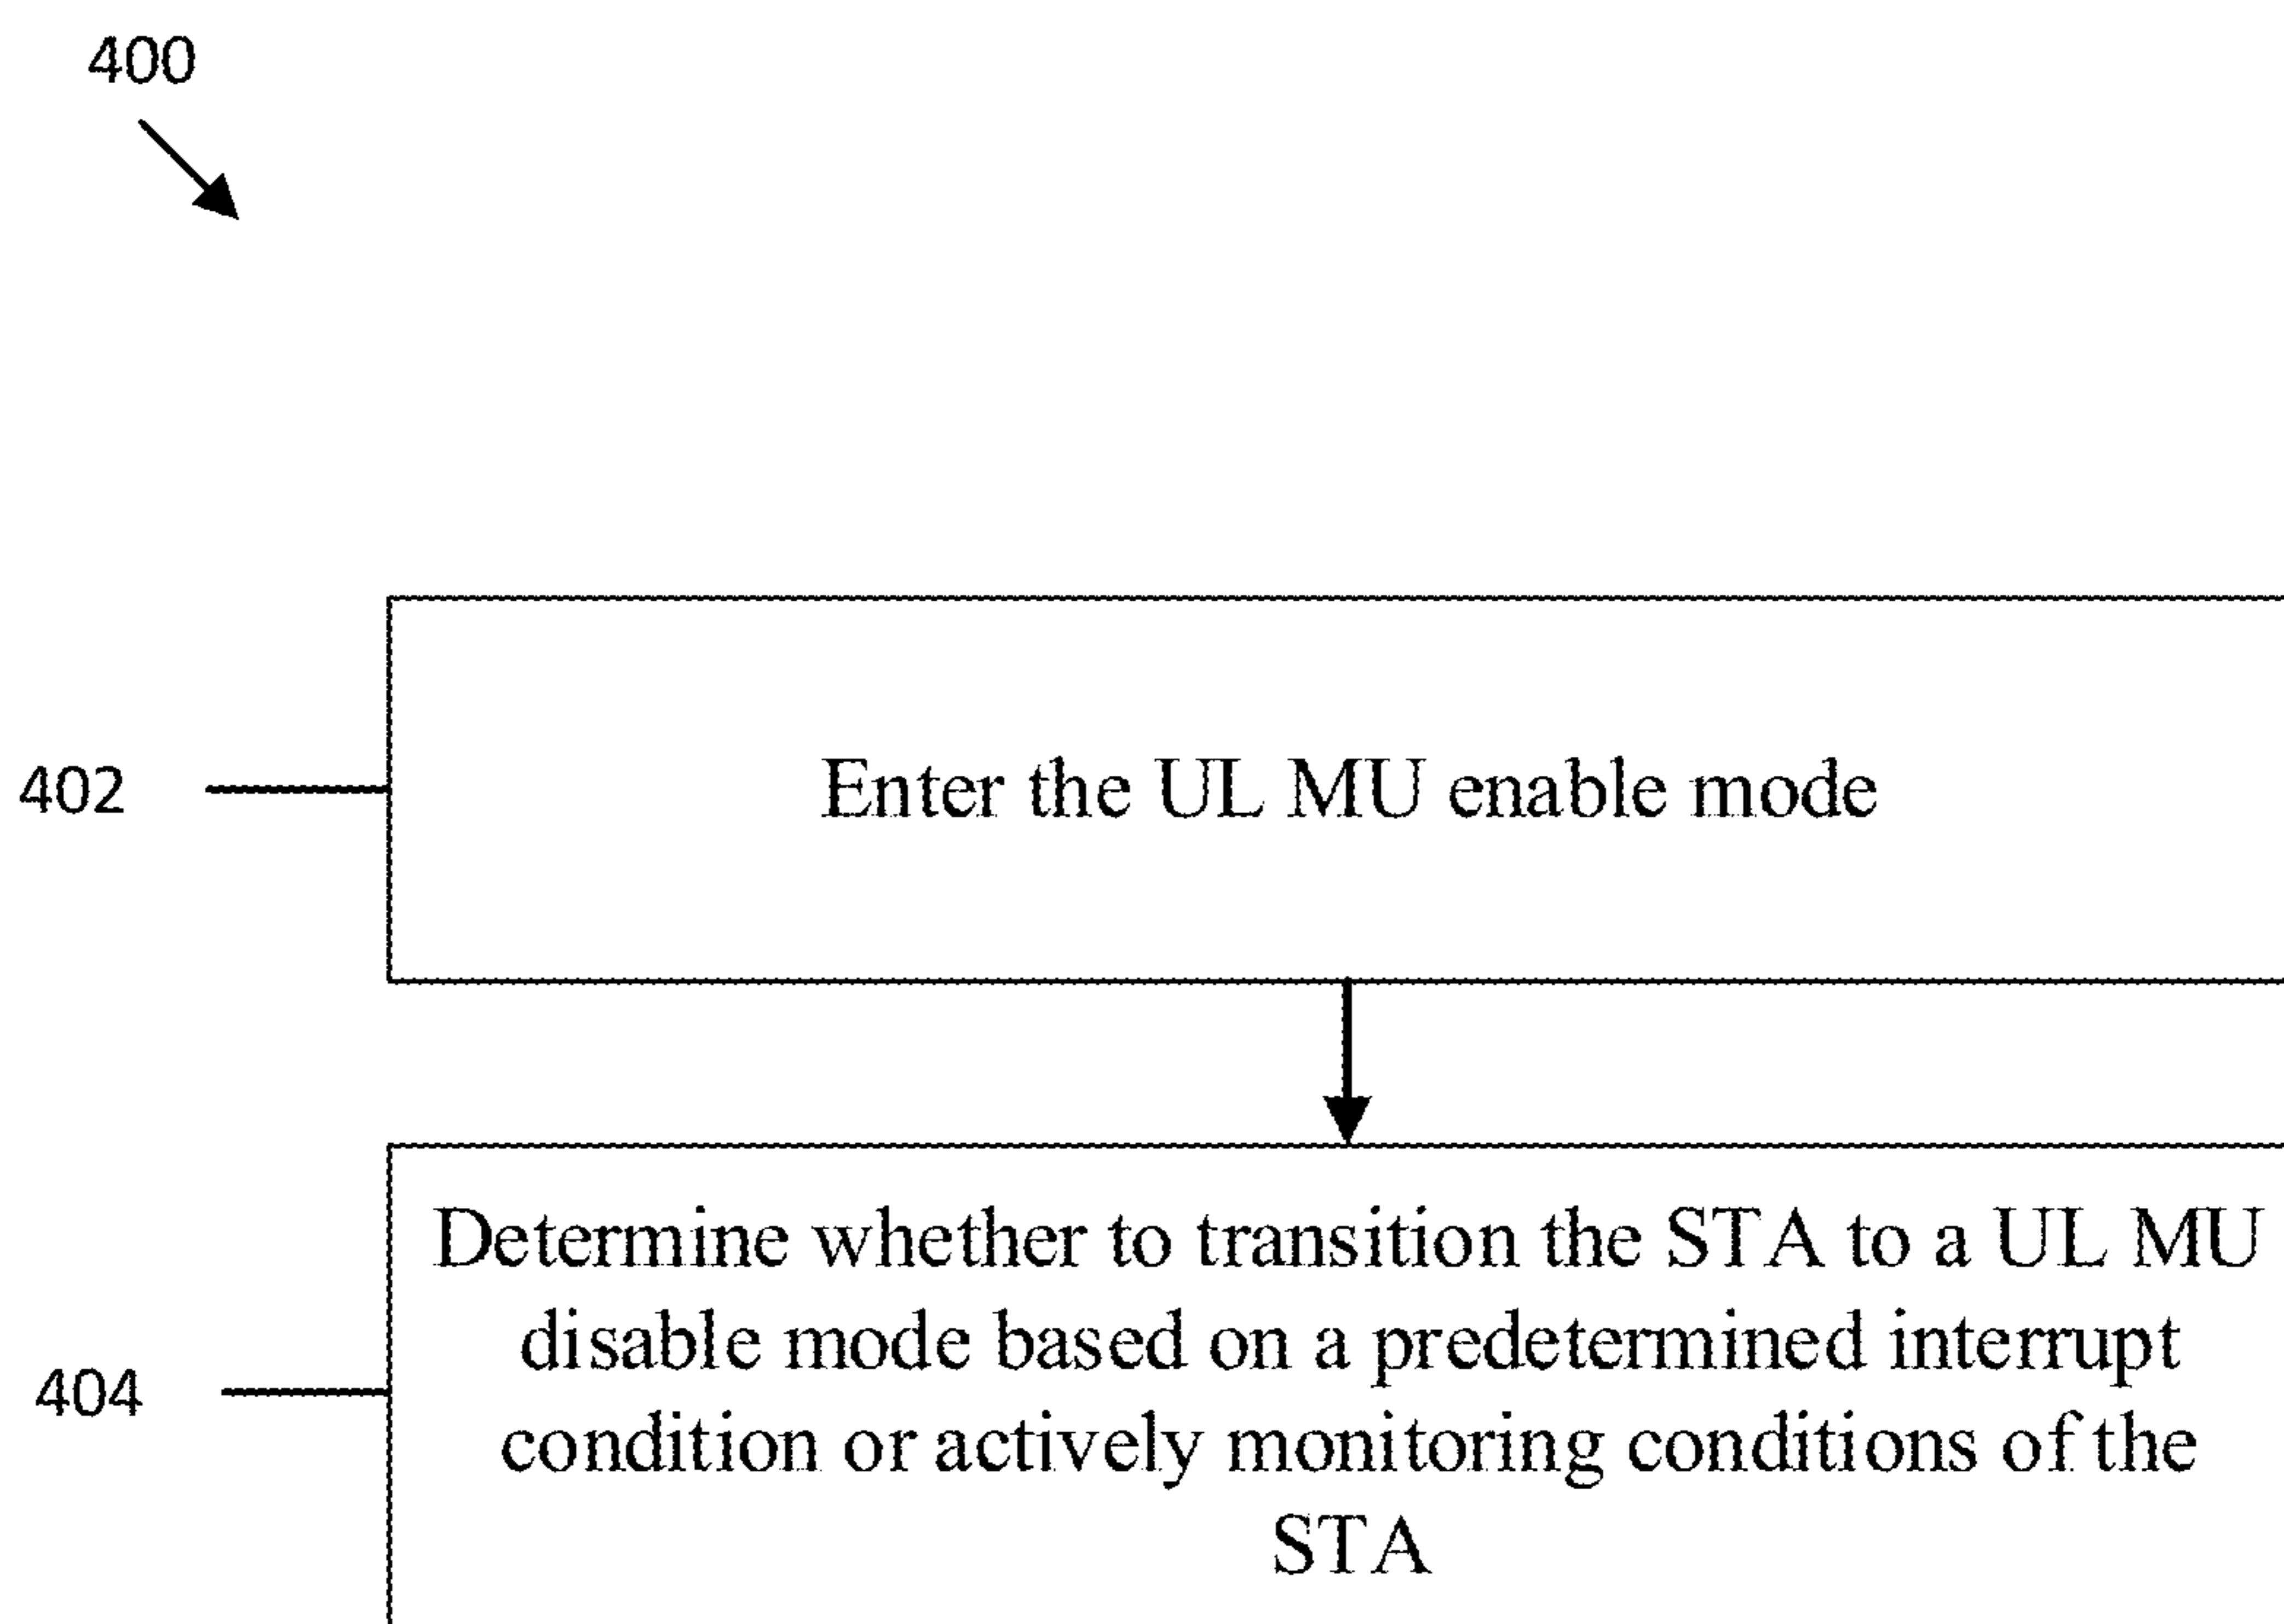 400
402
Enter the UL MU enable mode
404
Determine whether to transition the STA to a UL MU
disable mode based on a predetermined interrupt
condition or actively monitoring conditions of the
STA